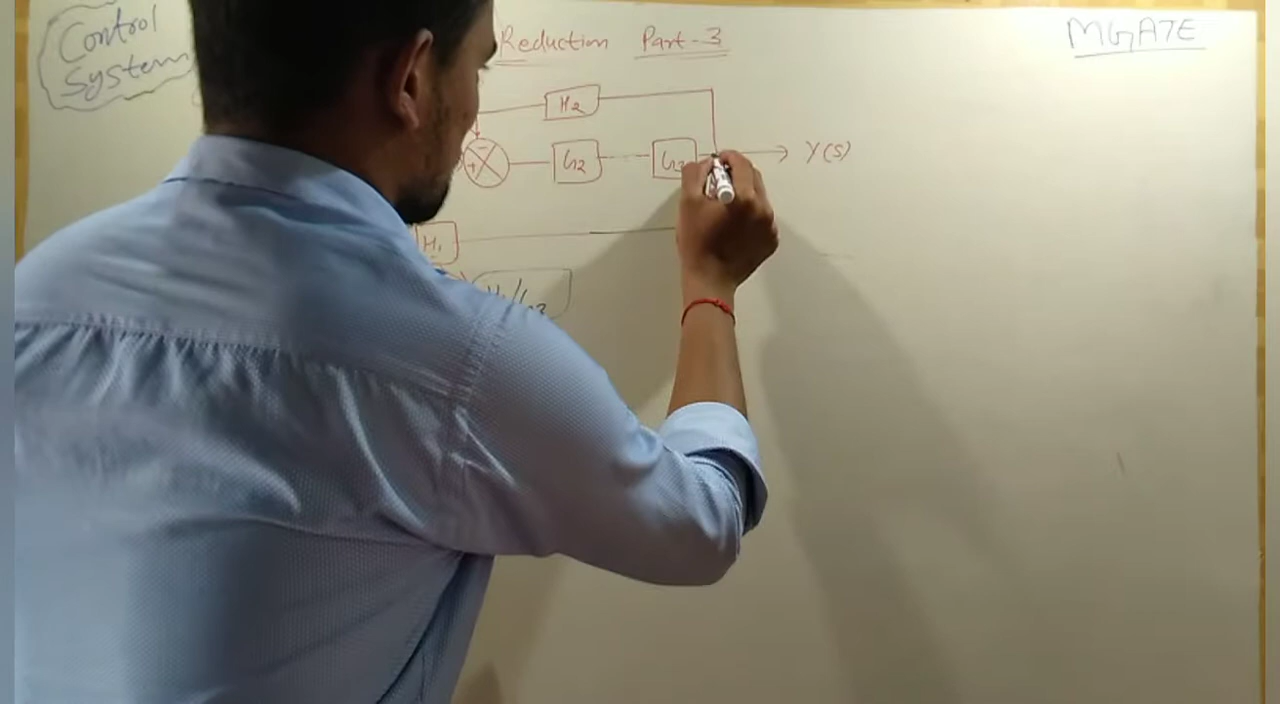 Control
System
Reduction Part-3
MGATE
H2
G2
Y(S)
H1